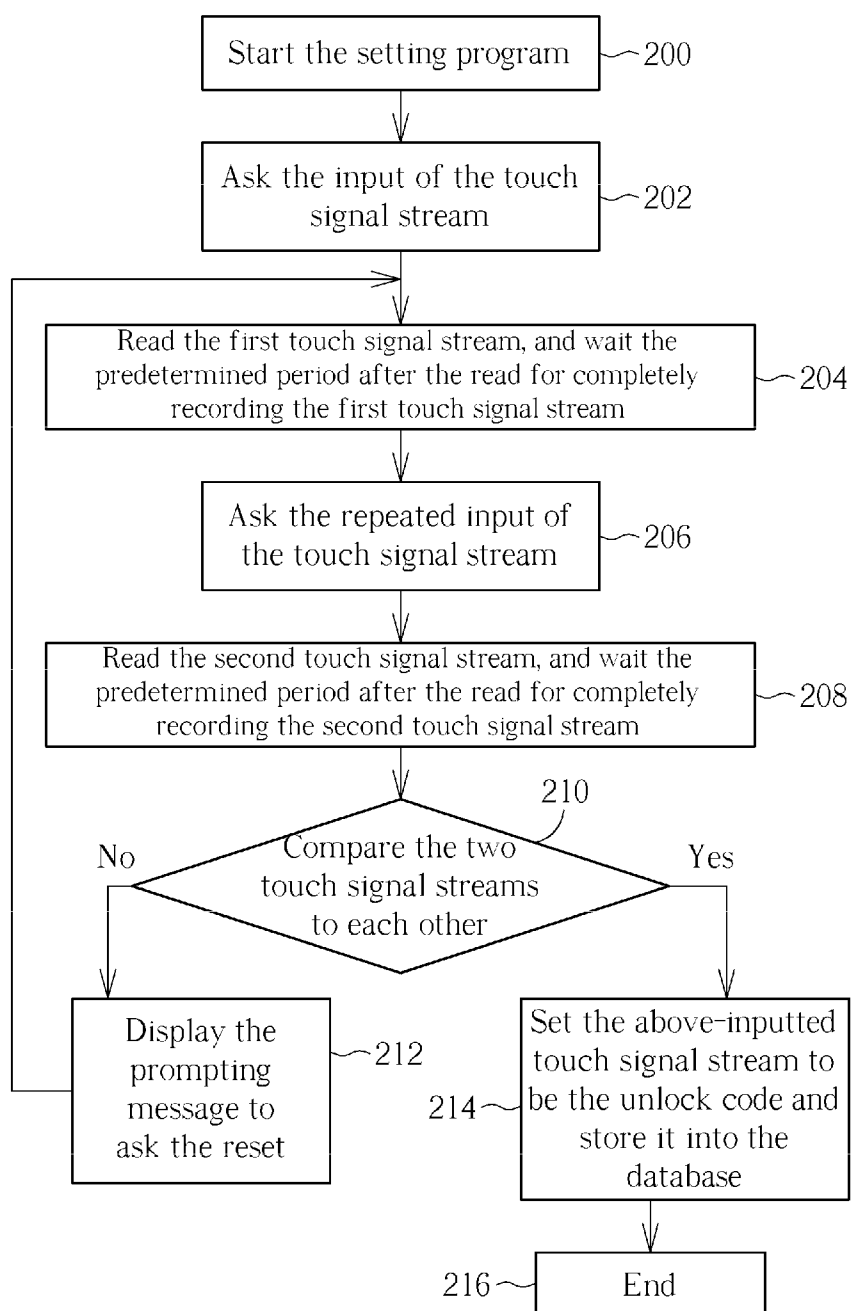 Start the setting program
200
Ask the input of the touch
signal stream
202
Read the first touch signal stream, and wait the
predetermined period after the read for completely
recording the first touch signal stream
204
Ask the repeated input of
the touch signal stream
206
Read the second touch signal stream, and wait the
predetermined period after the read for completely
recording the second touch signal stream
208
210
No
Compare the two
touch signal streams
to each other
Yes
Display the
prompting
message to
ask the reset
212
Set the above-inputted
touch signal stream to
be the unlock code and
store it into the
database
214
216
End